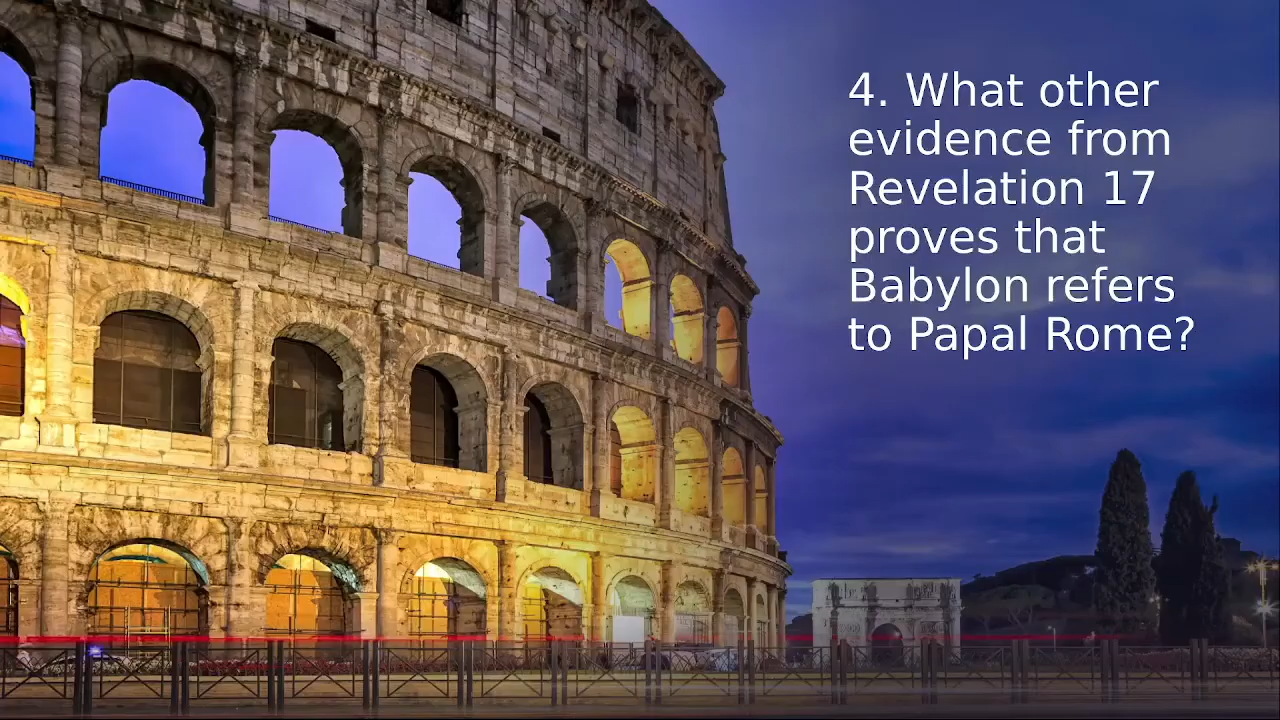 4. What other
evidence from
Revelation 17
proves that
Babylon refers
to Papal Rome?